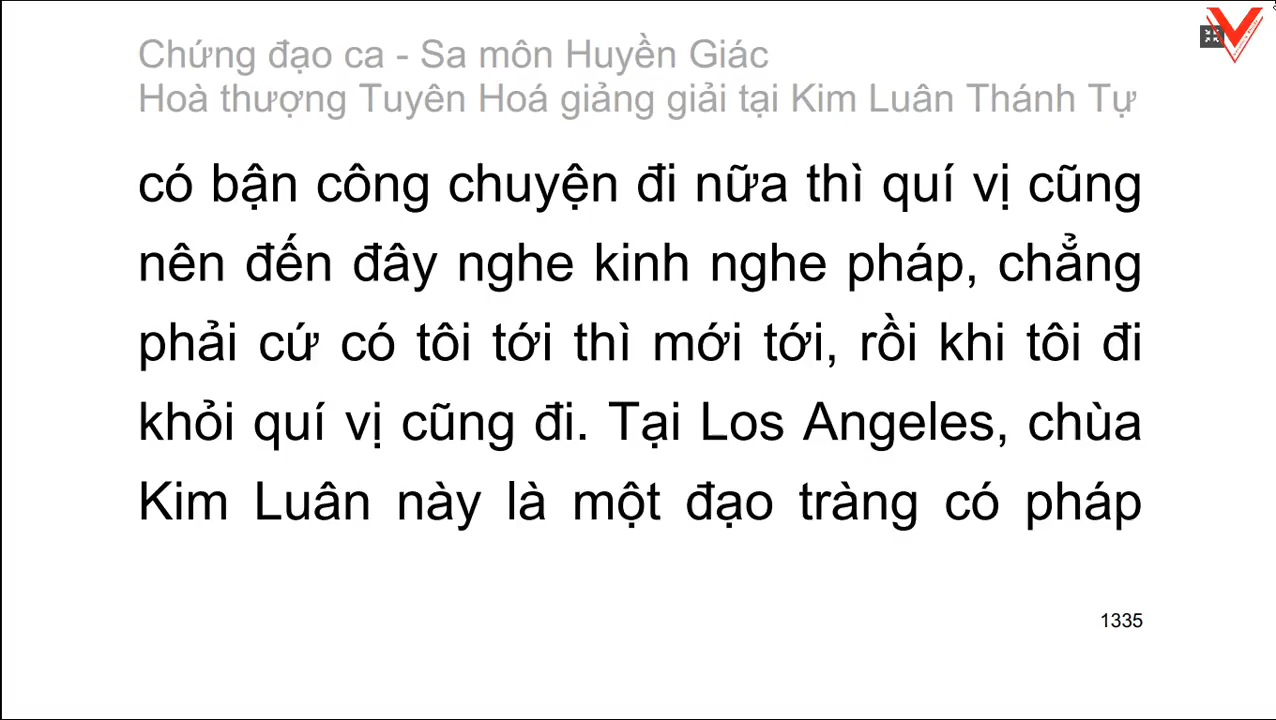 Chứng đạo ca - Sa môn Huyền Giác
Hoà thượng Tuyên Hoá giảng giải tại Kim Luân Thánh Tự
có bận công chuyện đi nữa thì quí vị cũng
nên đến đây nghe kinh nghe pháp, chẳng
phải cứ có tôi tới thì mới tới, rồi khi tôi đi
khỏi quí vị cũng đi. Tại Los Angeles, chùa
Kim Luân này là một đạo tràng có pháp
1335